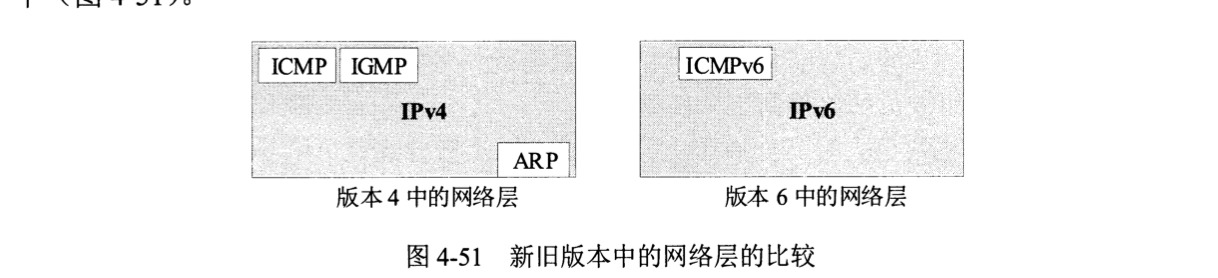 （图 4-51）。
ICMP IGMP
IPv4
ARP
版本 4 中的网络层
ICMPv6
IPv6
版本 6 中的网络层
图 4-51 新旧版本中的网络层的比较